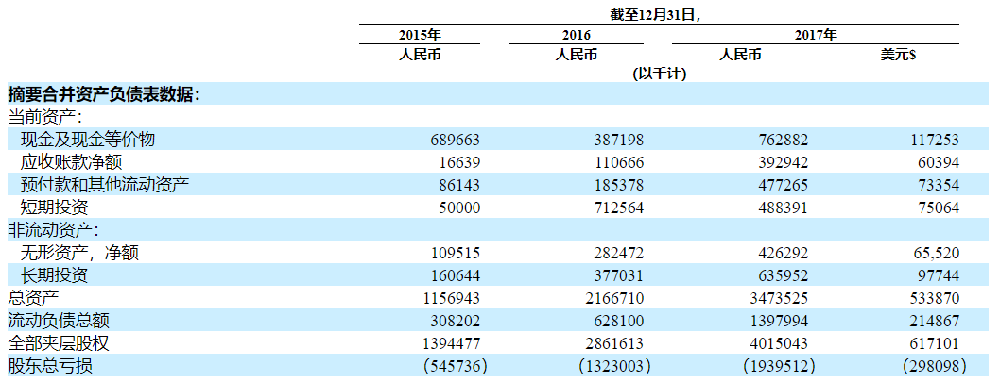 截至12月31日，
2015年 2016 2017年
人民币 人民币 人民币 美元$
(以千计)
摘要合并资产负债表数据：
当前资产：
现金及现金等价物 689663 387198 762882 117253
应收账款净额 16639 110666 392942 60394
预付款和其他流动资产 86143 185378 477265 73354
短期投资 50000 712564 488391 75064
非流动资产：
无形资产，净额 109515 282472 426292 65,520
长期投资 160644 377031 635952 97744
总资产 1156943 2166710 3473525 533870
流动负债总额 308202 628100 1397994 214867
全部夹层股权 1394477 2861613 4015043 617101
股东总亏损 (545736) (1323003) (1939512) (298098)